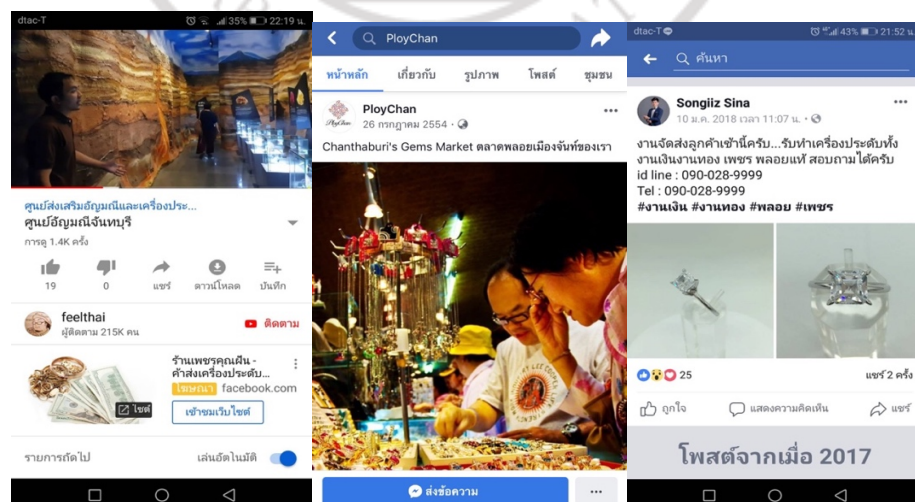 dtac-T
35% 22:19 น.
ศูนย์ส่งเสริมอัญมณีและเครื่องประ...
ศูนย์อัญมณีจันทบุรี
การดู 1.4K ครั้ง
19
0
แชร์
ดาวน์โหลด
บันทึก
feelthai
ผู้ติดตาม 215K คน
ติดตาม
ร้านเพชรคุณฝน -
ค้าส่งเครื่องประดับ...
โฆษณา facebook.com
ไซต์
เข้าชมเว็บไซต์
รายการถัดไป
เล่นอัตโนมัติ
PloyChan
หน้าหลัก
เกี่ยวกับ
รูปภาพ
โพสต์
ชุมชน
PloyChan
26 กรกฎาคม 2554
Chanthaburi's Gems Market ตลาดพลอยเมืองจันท์ของเรา
ส่งข้อความ
dtac-T
43% 21:52 น.
ค้นหา
Songiiz Sina
10 ม.ค. 2018 เวลา 11:07 น.
งานจัดส่งลูกค้าเช้านี้ครับ...รับทำเครื่องประดับทั้ง
งานเงินงานทอง เพชร พลอยแท้ สอบถามได้ครับ
id line : 090-028-9999
Tel : 090-028-9999
#งานเงิน #งานทอง #พลอย #เพชร
25
แชร์ 2 ครั้ง
ถูกใจ
แสดงความคิดเห็น
แชร์
โพสต์จากเมื่อ 2017